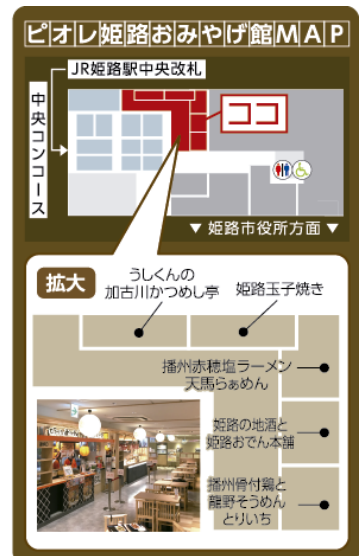 ピオレ姫路おみやげ館MAP
JR姫路駅中央改札
中央コンコース
ココ
▼ 姫路市役所方面 ▼
拡大
うしくんの
加古川かつめし亭
姫路玉子焼き
播州赤穂塩ラーメン
天馬らぁめん
姫路の地酒と
姫路おでん本舗
播州骨付鶏と
龍野そうめん
とりいち